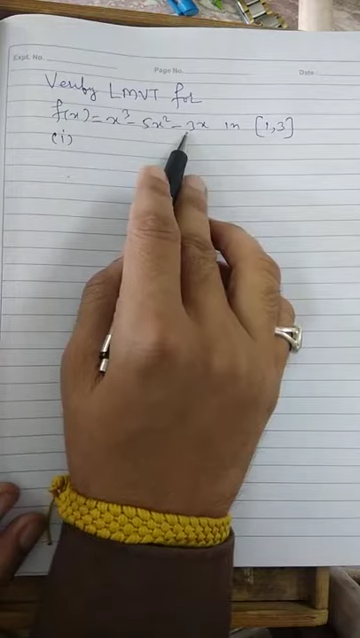 Expt. No.
Page No.
Date :
Verify LMVT for
f(x) = x³ - 5x² - 3x in [1,3]
(i)